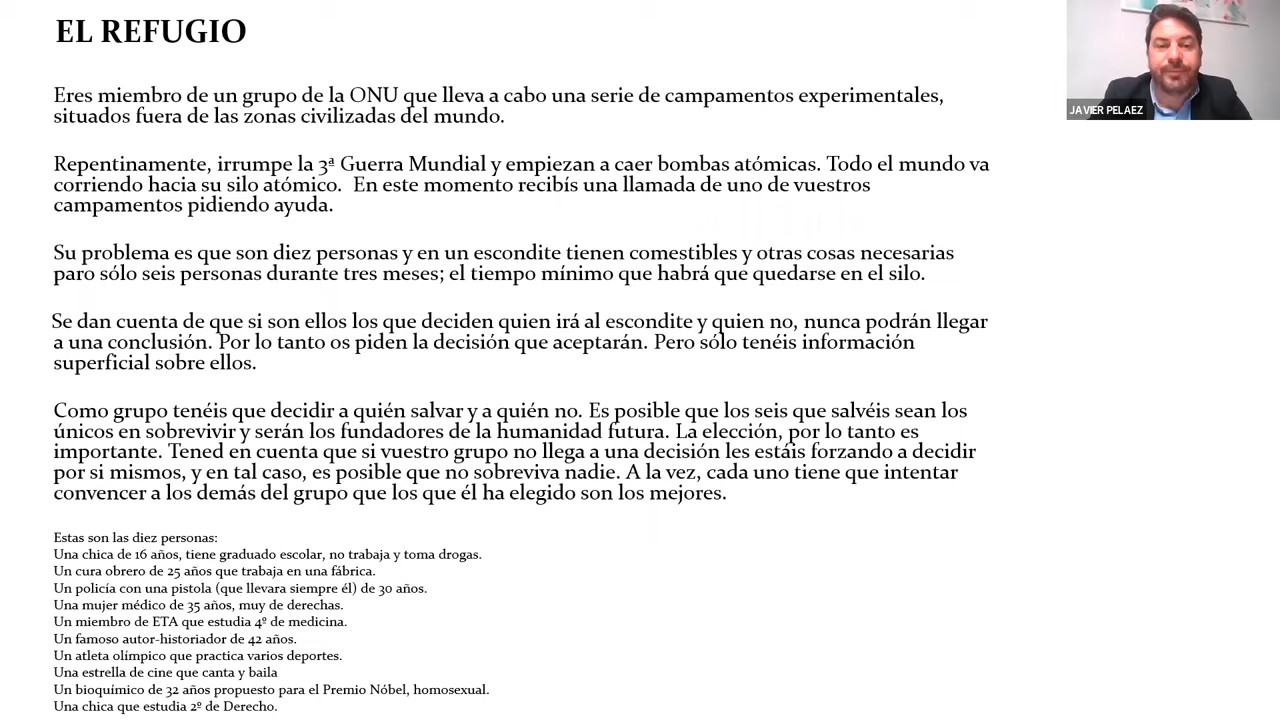 EL REFUGIO
JAVIER PELAEZ
Eres miembro de un grupo de la ONU que lleva a cabo una serie de campamentos experimentales,
situados fuera de las zonas civilizadas del mundo.
Repentinamente, irrumpe la 3ª Guerra Mundial y empiezan a caer bombas atómicas. Todo el mundo va
corriendo hacia su silo atómico. En este momento recibís una llamada de uno de vuestros
campamentos pidiendo ayuda.
Su problema es que son diez personas y en un escondite tienen comestibles y otras cosas necesarias
paro sólo seis personas durante tres meses; el tiempo mínimo que habrá que quedarse en el silo.
Se dan cuenta de que si son ellos los que deciden quien irá al escondite y quien no, nunca podrán llegar
a una conclusión. Por lo tanto os piden la decisión que aceptarán. Pero sólo tenéis información
superficial sobre ellos.
Como grupo tenéis que decidir a quién salvar y a quién no. Es posible que los seis que salvéis sean los
únicos en sobrevivir y serán los fundadores de la humanidad futura. La elección, por lo tanto es
importante. Tened en cuenta que si vuestro grupo no llega a una decisión les estáis forzando a decidir
por si mismos, y en tal caso, es posible que no sobreviva nadie. A la vez, cada uno tiene que intentar
convencer a los demás del grupo que los que él ha elegido son los mejores.
Estas son las diez personas:
Una chica de 16 años, tiene graduado escolar, no trabaja y toma drogas.
Un cura obrero de 25 años que trabaja en una fábrica.
Un policía con una pistola (que llevara siempre él) de 30 años.
Una mujer médico de 35 años, muy de derechas.
Un miembro de ETA que estudia 4º de medicina.
Un famoso autor-historiador de 42 años.
Un atleta olímpico que practica varios deportes.
Una estrella de cine que canta y baila
Un bioquímico de 32 años propuesto para el Premio Nóbel, homosexual.
Una chica que estudia 2º de Derecho.